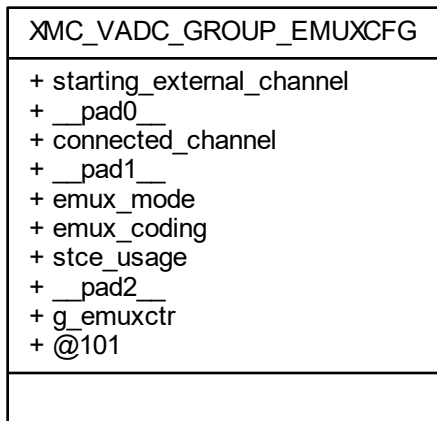 XMC_VADC_GROUP_EMUXCFG
+ starting_external_channel
+ __pad0__
+ connected_channel
+ __pad1__
+ emux_mode
+ emux_coding
+ stce_usage
+ __pad2__
+ g_emuxctr
+ @101